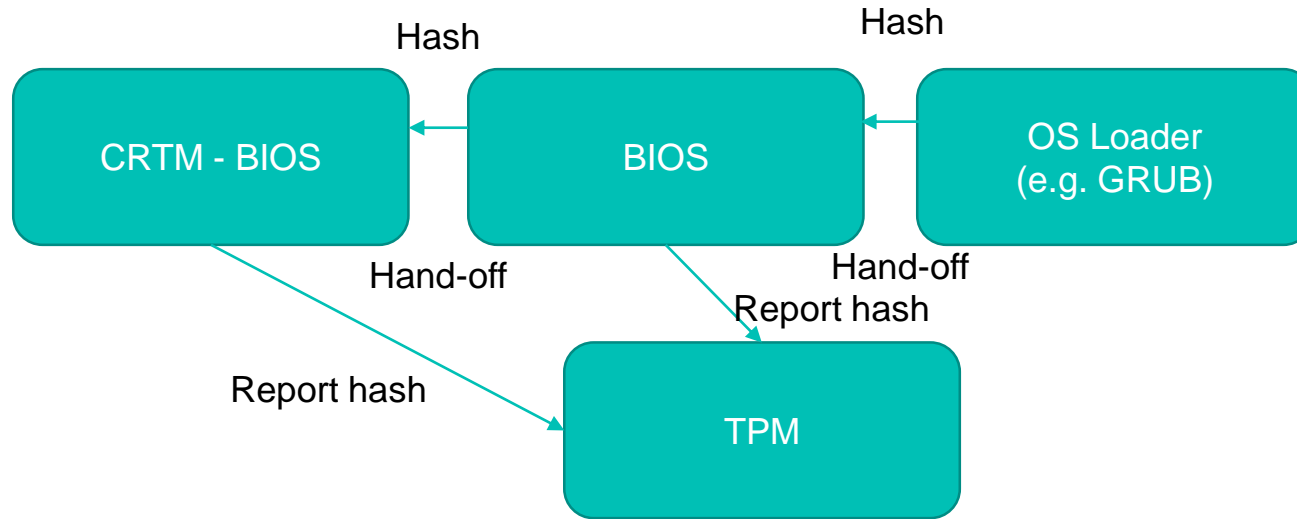 Hash
Hash
CRTM - BIOS
BIOS
OS Loader
(e.g. GRUB)
Hand-off
Hand-off
Report hash
Report hash
TPM